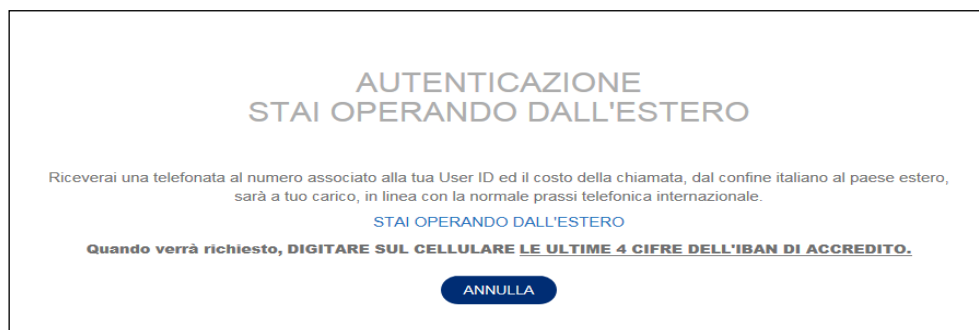 AUTENTICAZIONE
STAI OPERANDO DALL'ESTERO
Riceverai una telefonata al numero associato alla tua User ID ed il costo della chiamata, dal confine italiano al paese estero,
sarà a tuo carico, in linea con la normale prassi telefonica internazionale.
STAI OPERANDO DALL'ESTERO
Quando verrà richiesto, DIGITARE SUL CELLULARE LE ULTIME 4 CIFRE DELL'IBAN DI ACCREDITO.
ANNULLA